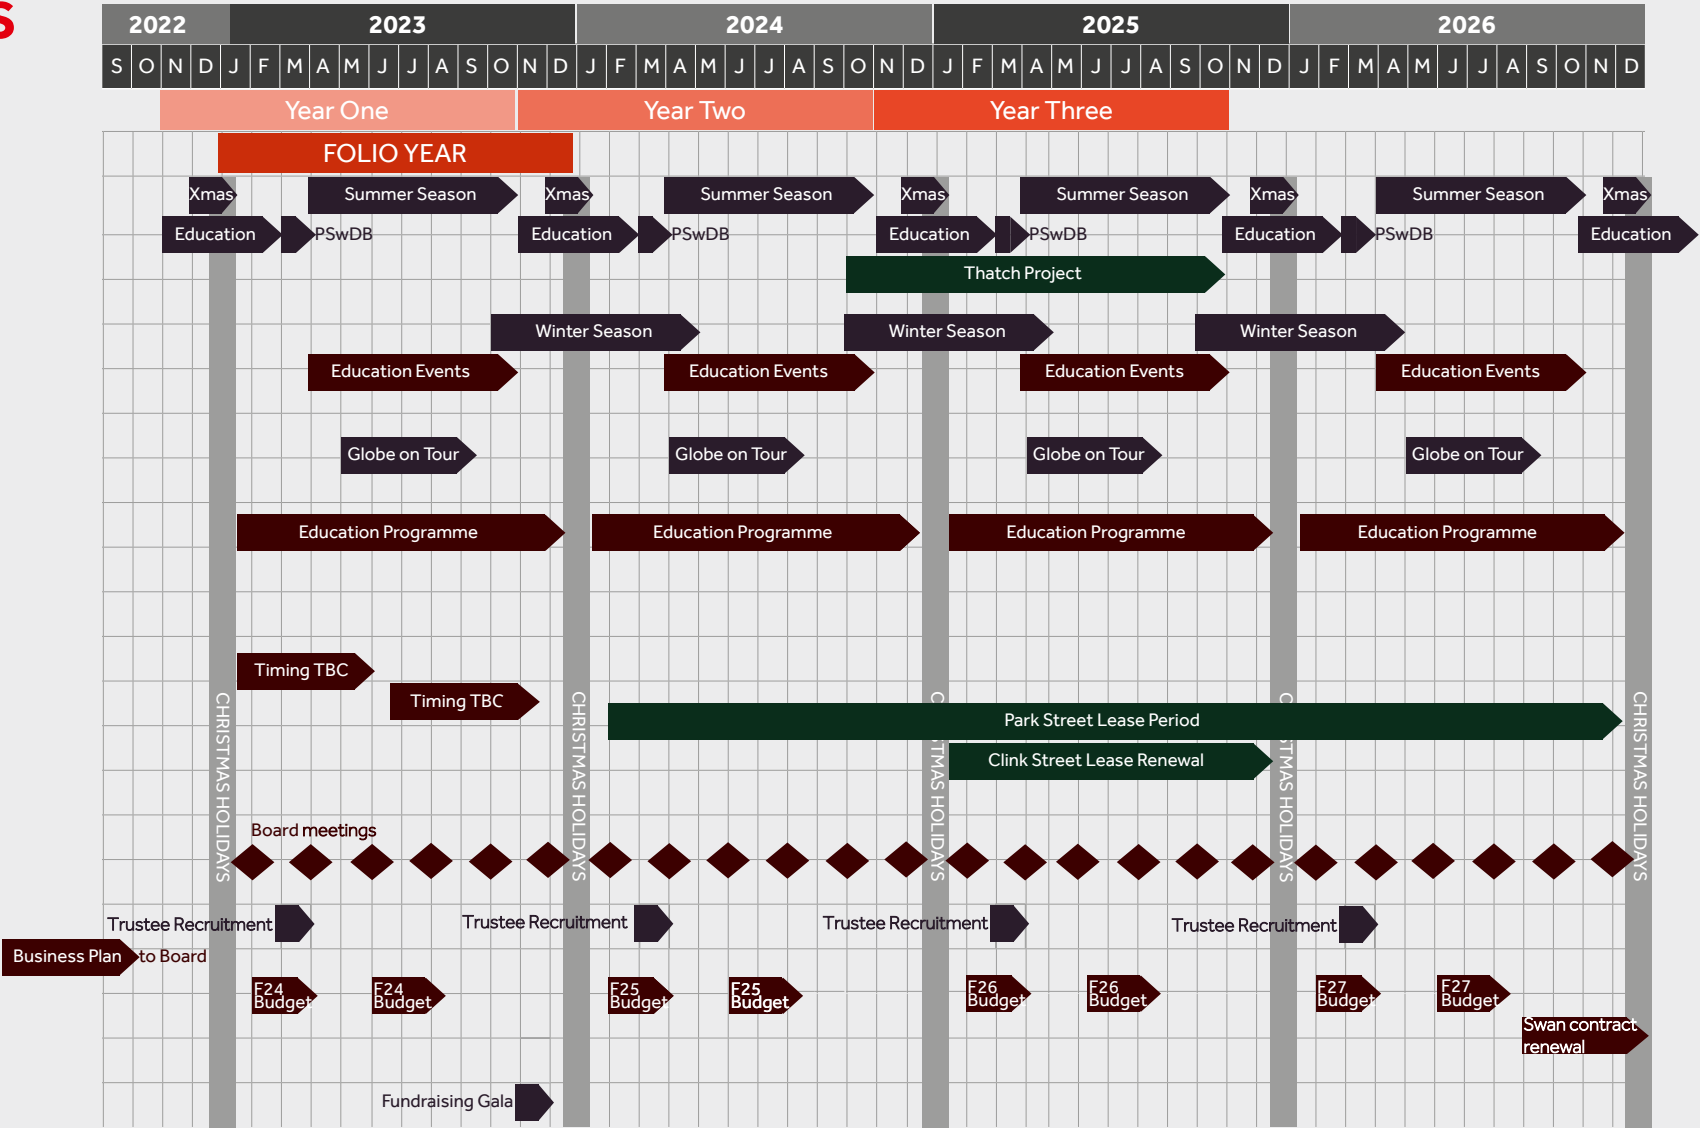 S
2022 2023 2024 2025 2026
S O N D J F M A M J J A S O N D J F M A M J J A S O N D J F M A M J J A S O N D J F M A M J J A S O N D
Year One Year Two Year Three
FOLIO YEAR
Xmas Summer Season Xmas Summer Season Xmas Summer Season Xmas Summer Season Xmas
Education PSwDB Education PSwDB Education PSwDB Education PSwDB Education
Thatch Project
Winter Season Winter Season Winter Season
Education Events Education Events Education Events Education Events
Globe on Tour Globe on Tour Globe on Tour Globe on Tour
Education Programme Education Programme Education Programme Education Programme
Timing TBC
Timing TBC
Park Street Lease Period
Clink Street Lease Renewal
CHRISTMAS HOLIDAYS
CHRISTMAS HOLIDAYS
TMAS HOLIDAYS
STMAS HOLIDAYS
CHRISTMAS HOLIDAYS
Board meetings
Trustee Recruitment Trustee Recruitment Trustee Recruitment Trustee Recruitment
Business Plan to Board
F24 F24 F25 F25 F26 F26 F27 F27
Budget Budget Budget Budget Budget Budget Budget Budget
Swan contract
renewal
Fundraising Gala